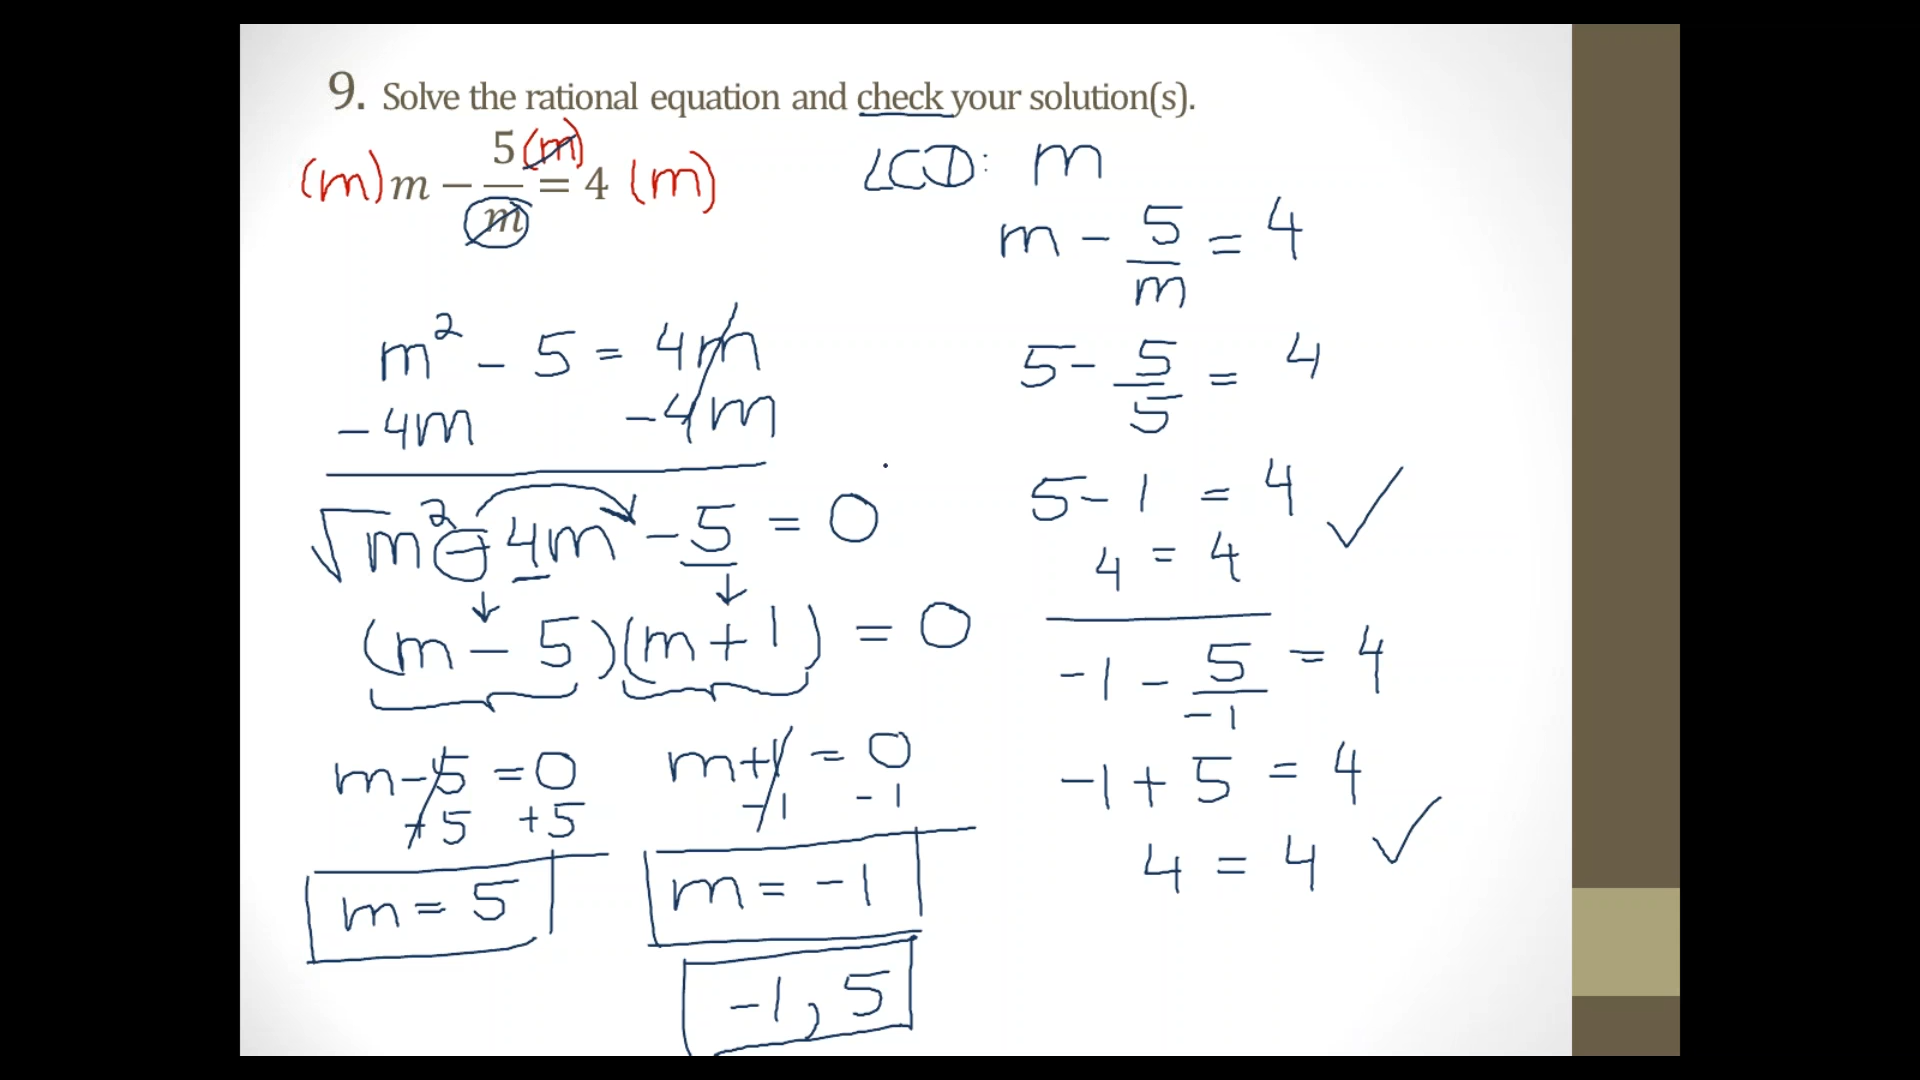 9. Solve the rational equation and check your solution(s).
(m)m − 5(m)/m = 4 (m)
LCD: m
m² − 5 = 4m
−4m −4m
√m² − 4m − 5 = 0
(m − 5)(m + 1) = 0
m − 5 = 0
+5 +5
m = 5
m + 1 = 0
−1 −1
m = −1
−1, 5
m − 5/m = 4
5 − 5/5 = 4
5 − 1 = 4 ✓
4 = 4
−1 − 5/−1 = 4
−1 + 5 = 4
4 = 4 ✓